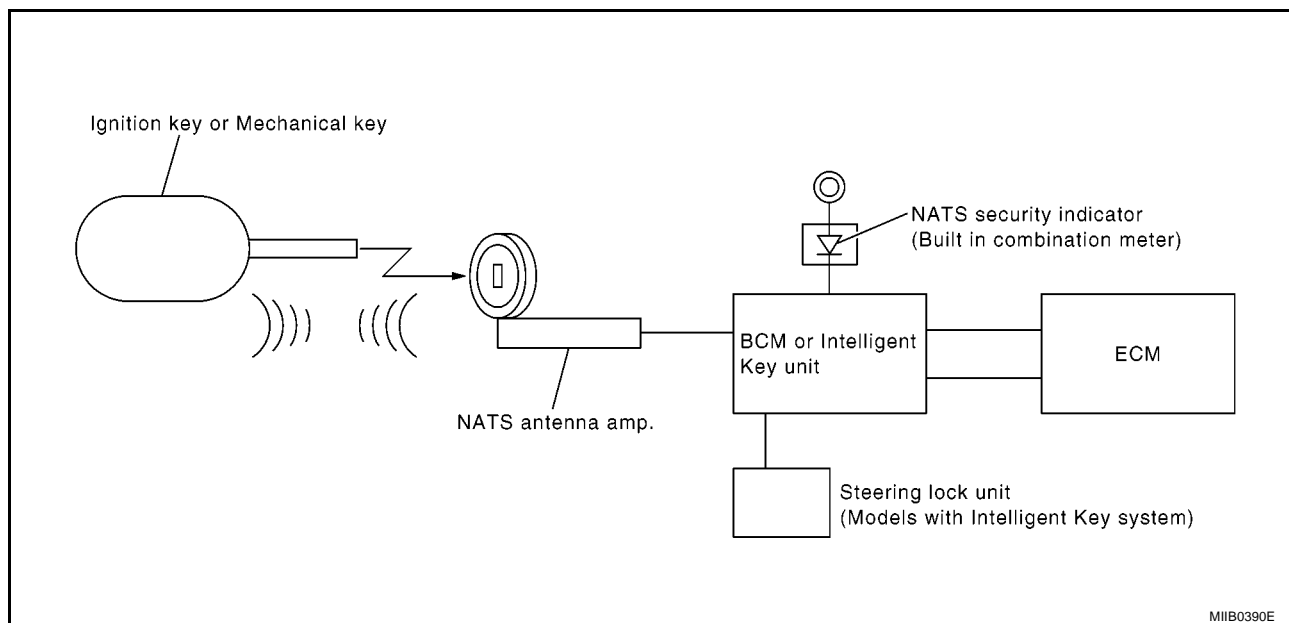 Ignition key or Mechanical key
NATS security indicator
(Built in combination meter)
BCM or Intelligent
Key unit
ECM
NATS antenna amp.
Steering lock unit
(Models with Intelligent Key system)
MIIB0390E